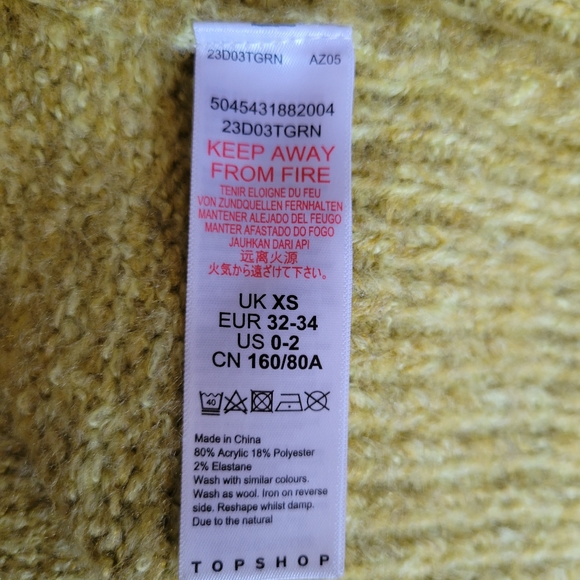 23D03TGRN AZ05
5045431882004
23D03TGRN
KEEP AWAY
FROM FIRE
TENIR ELOIGNE DU FEU
VON ZUNDQUELLEN FERNHALTEN
MANTENER ALEJADO DEL FEUGO
MANTER AFASTADO DO FOGO
JAUHKAN DARI API
远离火源
火気から遠ざけて下さい。
UK XS
EUR 32-34
US 0-2
CN 160/80A
40
Made in China
80% Acrylic 18% Polyester
2% Elastane
Wash with similar colours.
Wash as wool. Iron on reverse
side. Reshape whilst damp.
Due to the natural
TOPSHOP